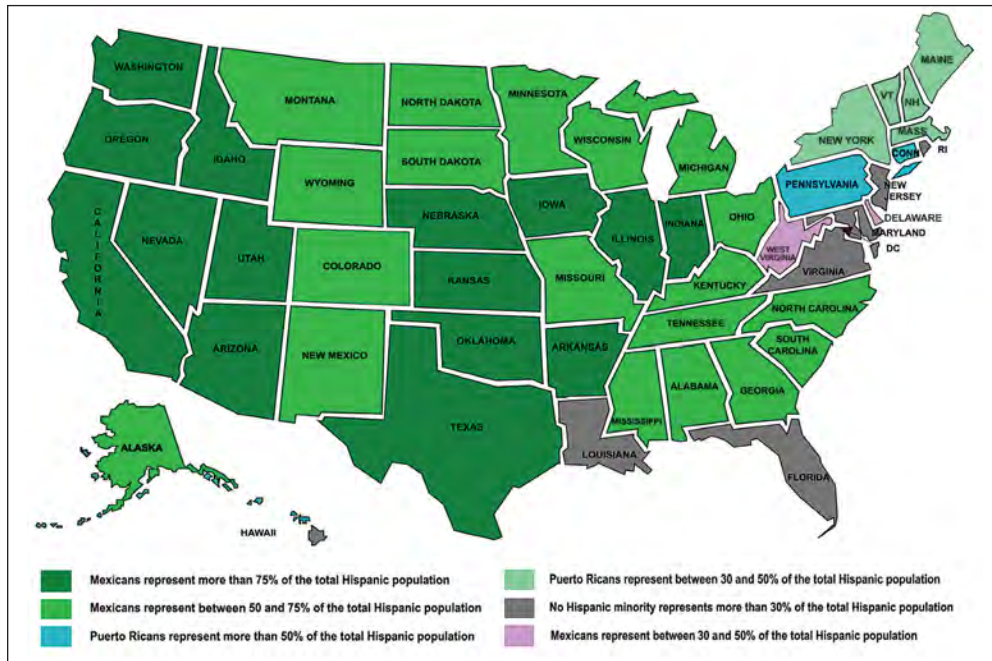 WASHINGTON
MONTANA
NORTH DAKOTA
MINNESOTA
MAINE
VT
NH
OREGON
IDAHO
SOUTH DAKOTA
WISCONSIN
MICHIGAN
NEW YORK
MASS
CONN
RI
WYOMING
PENNSYLVANIA
NEW
JERSEY
NEBRASKA
IOWA
OHIO
DELAWARE
CALIFORNIA
NEVADA
UTAH
COLORADO
ILLINOIS
INDIANA
WEST
VIRGINIA
MARYLAND
DC
KANSAS
MISSOURI
KENTUCKY
VIRGINIA
ARIZONA
NEW MEXICO
OKLAHOMA
ARKANSAS
TENNESSEE
NORTH CAROLINA
SOUTH
CAROLINA
TEXAS
MISSISSIPPI
ALABAMA
GEORGIA
LOUISIANA
FLORIDA
ALASKA
HAWAII
Mexicans represent more than 75% of the total Hispanic population
Mexicans represent between 50 and 75% of the total Hispanic population
Puerto Ricans represent more than 50% of the total Hispanic population
Puerto Ricans represent between 30 and 50% of the total Hispanic population
No Hispanic minority represents more than 30% of the total Hispanic population
Mexicans represent between 30 and 50% of the total Hispanic population